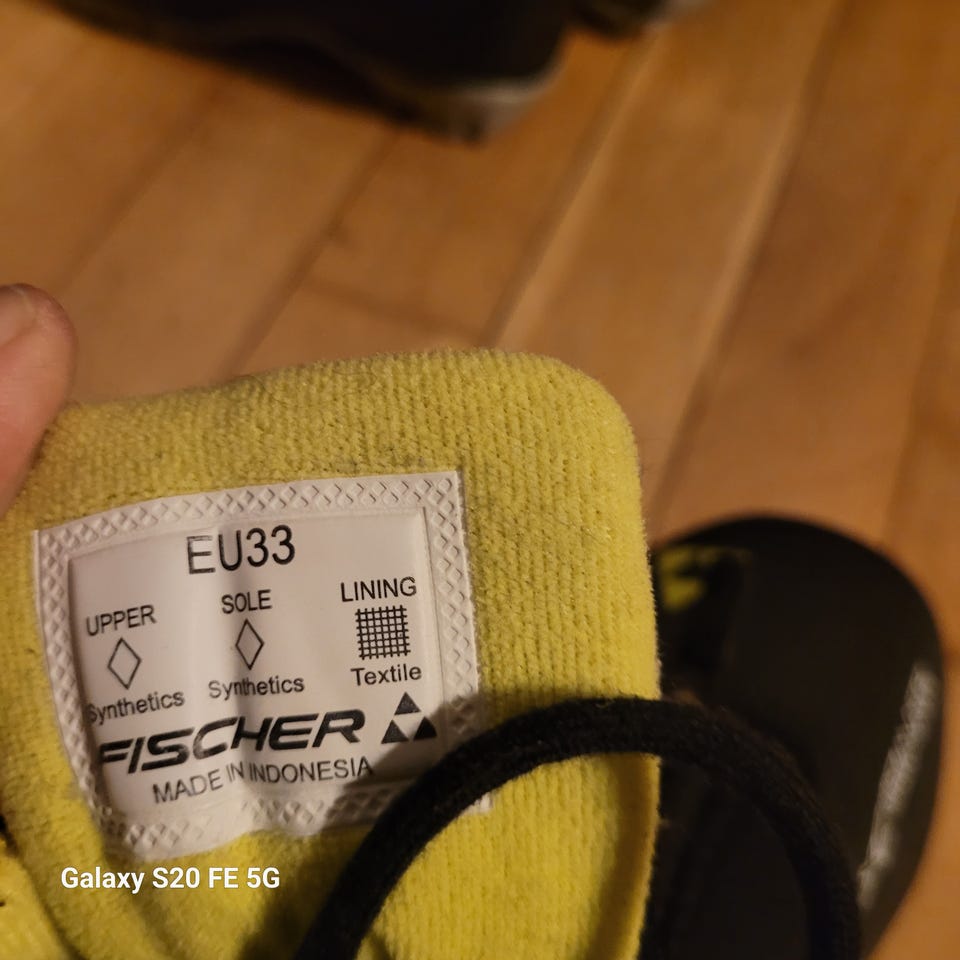 EU33
UPPER SOLE LINING
Synthetics Synthetics Textile
FISCHER
MADE IN INDONESIA
Galaxy S20 FE 5G